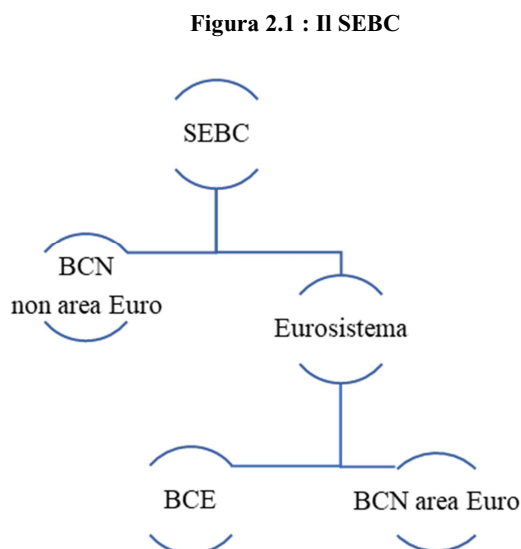 Figura 2.1 : Il SEBC
SEBC
BCN
non area Euro
Eurosistema
BCE
BCN area Euro